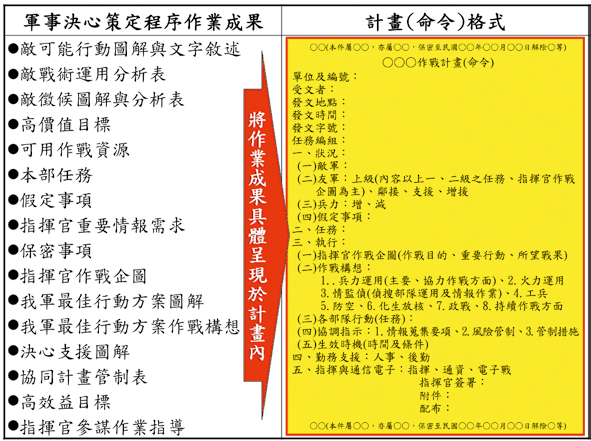 軍事決心策定程序作業成果
●敵可能行動圖解與文字敘述
●敵戰術運用分析表
●敵徵候圖解與分析表
●高價值目標
●可用作戰資源
●本部任務
●假定事項
●指揮官重要情報需求
●保密事項
●指揮官作戰企圖
●我軍最佳行動方案圖解
●我軍最佳行動方案作戰構想
●決心支援圖解
●協同計畫管制表
●高效益目標
●指揮官參謀作業指導
將作業成果具體呈現於計畫內
計畫(命令)格式
○○(本件屬○○，亦屬○○，保密至民國○○年○○月○○日解除○等)
○○○作戰計畫(命令)
單位及編號：
受文者：
發文地點：
發文時間：
發文字號：
任務編組：
一、狀況：
(一)敵軍：
(二)友軍：上級(內容以上一、二級之任務、指揮官作戰
企圖為主)、鄰接、支援、增援
(三)兵力：增、減
(四)假定事項：
二、任務：
三、執行：
(一)指揮官作戰企圖(作戰目的、重要行動、所望戰果)
(二)作戰構想：
1..兵力運用(主要、協力作戰方面)、2.火力運用
3.情監偵(偵搜部隊運用及情報作業)、4.工兵
5.防空、6.化生放核、7.政戰、8.持續作戰方面
(三)各部隊行動(任務)：
(四)協調指示：1.情報蒐集要項、2.風險管制、3.管制措施
(五)生效時機(時間及條件)
四、勤務支援：人事、後勤
五、指揮與通信電子：指揮、通資、電子戰
指揮官簽署：
附件：
配布：
○○(本件屬○○，亦屬○○，保密至民國○○年○○月○○日解除○等)